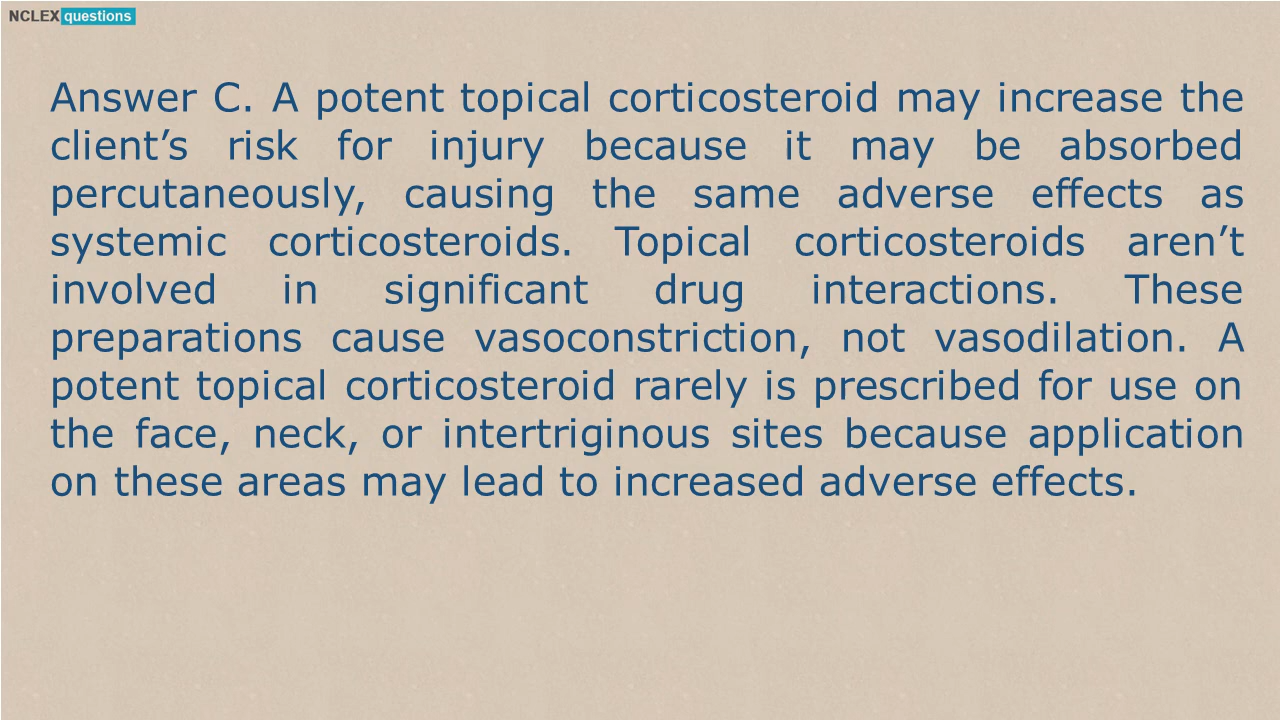 NCLEX questions
Answer C. A potent topical corticosteroid may increase the
client’s risk for injury because it may be absorbed
percutaneously, causing the same adverse effects as
systemic corticosteroids. Topical corticosteroids aren’t
involved in significant drug interactions. These
preparations cause vasoconstriction, not vasodilation. A
potent topical corticosteroid rarely is prescribed for use on
the face, neck, or intertriginous sites because application
on these areas may lead to increased adverse effects.